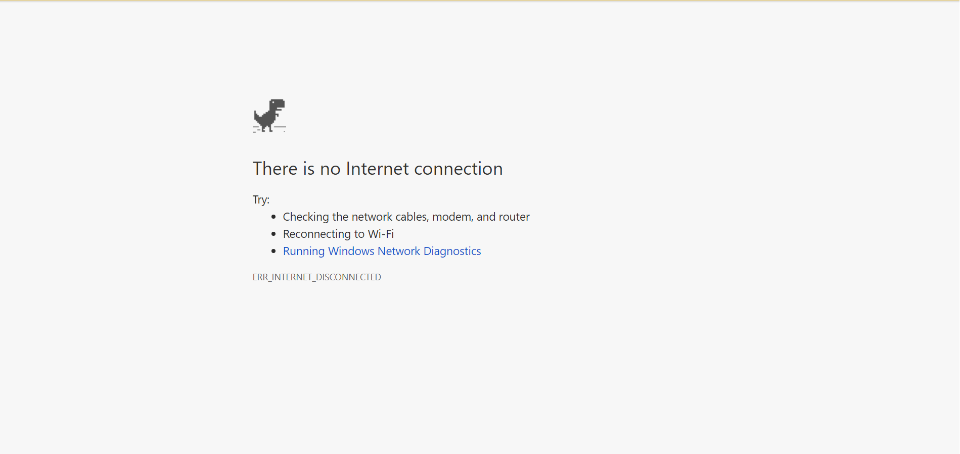 There is no Internet connection
Try:
Checking the network cables, modem, and router
Reconnecting to Wi-Fi
Running Windows Network Diagnostics
ERR_INTERNET_DISCONNECTED